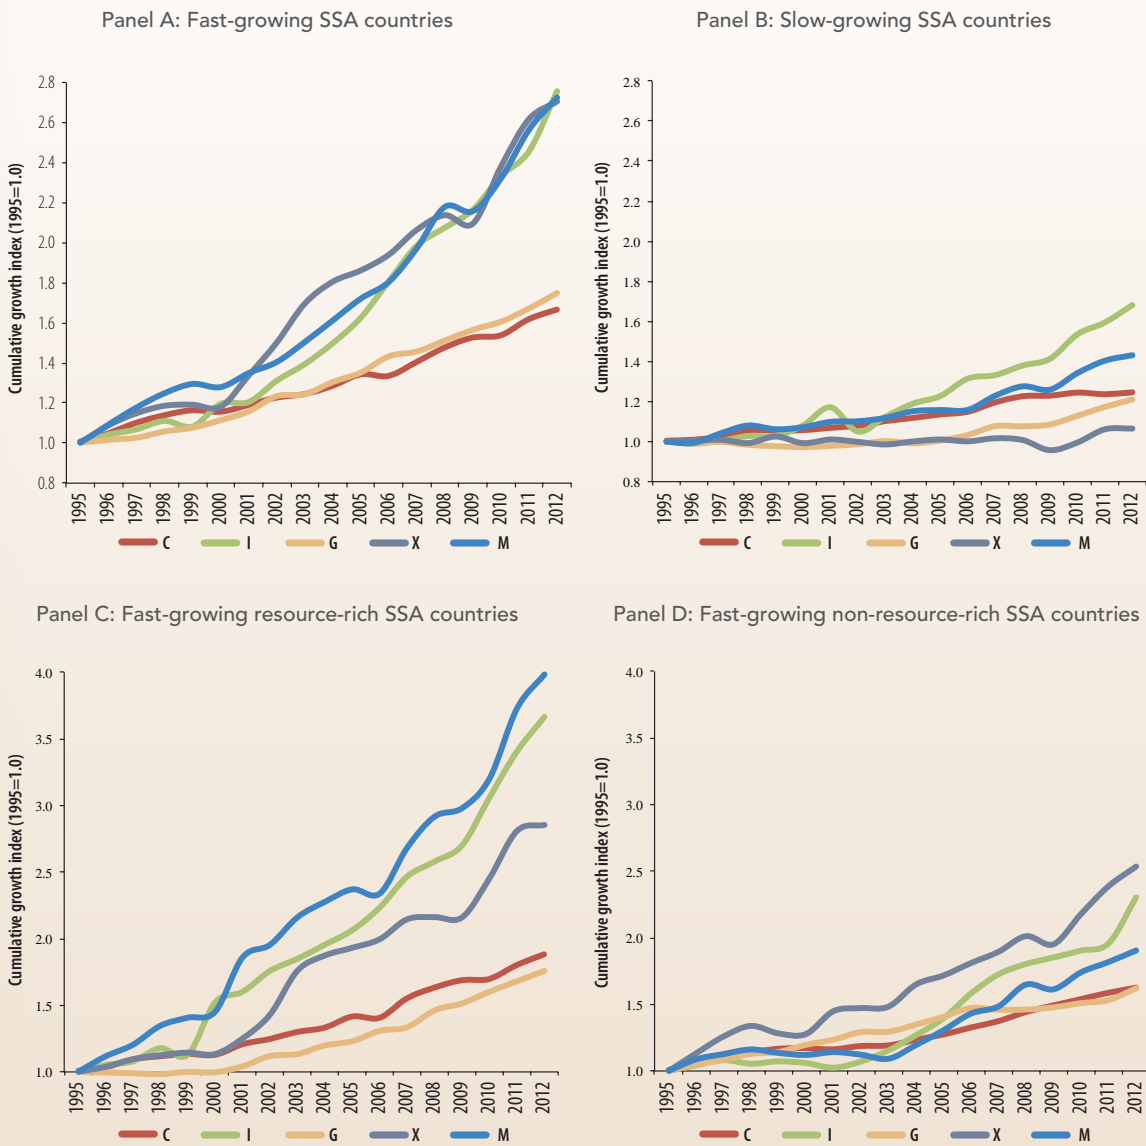 Panel A: Fast-growing SSA countries
Cumulative growth index (1995=1.0)
2.8
2.6
2.4
2.2
2.0
1.8
1.6
1.4
1.2
1.0
0.8
1995 1996 1997 1998 1999 2000 2001 2002 2003 2004 2005 2006 2007 2008 2009 2010 2011 2012
C I G X M
Panel B: Slow-growing SSA countries
Cumulative growth index (1995=1.0)
2.8
2.6
2.4
2.2
2.0
1.8
1.6
1.4
1.2
1.0
0.8
1995 1996 1997 1998 1999 2000 2001 2002 2003 2004 2005 2006 2007 2008 2009 2010 2011 2012
C I G X M
Panel C: Fast-growing resource-rich SSA countries
Cumulative growth index (1995=1.0)
4.0
3.5
3.0
2.5
2.0
1.5
1.0
1995 1996 1997 1998 1999 2000 2001 2002 2003 2004 2005 2006 2007 2008 2009 2010 2011 2012
C I G X M
Panel D: Fast-growing non-resource-rich SSA countries
Cumulative growth index (1995=1.0)
4.0
3.5
3.0
2.5
2.0
1.5
1.0
1995 1996 1997 1998 1999 2000 2001 2002 2003 2004 2005 2006 2007 2008 2009 2010 2011 2012
C I G X M